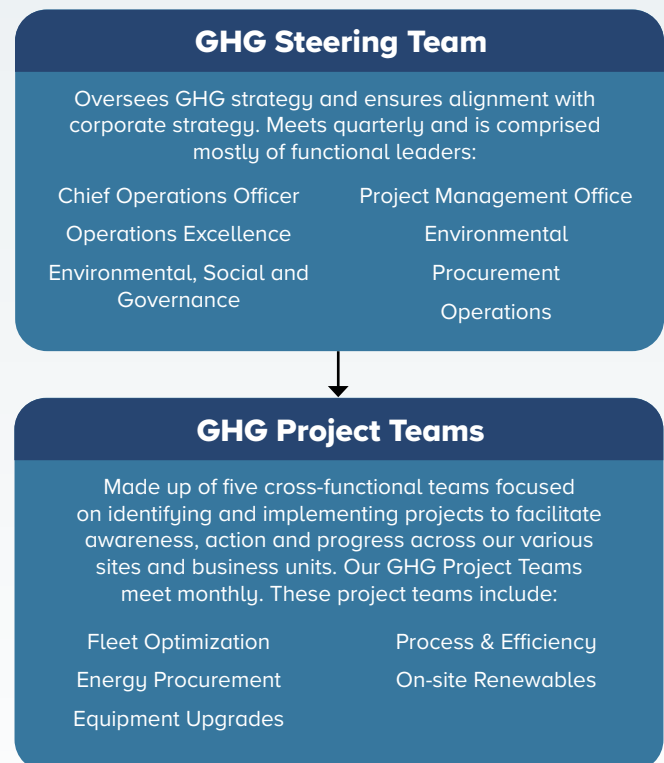 GHG Steering Team
Oversees GHG strategy and ensures alignment with
corporate strategy. Meets quarterly and is comprised
mostly of functional leaders:
Chief Operations Officer
Operations Excellence
Environmental, Social and
Governance
Project Management Office
Environmental
Procurement
Operations
GHG Project Teams
Made up of five cross-functional teams focused
on identifying and implementing projects to facilitate
awareness, action and progress across our various
sites and business units. Our GHG Project Teams
meet monthly. These project teams include:
Fleet Optimization
Energy Procurement
Equipment Upgrades
Process & Efficiency
On-site Renewables